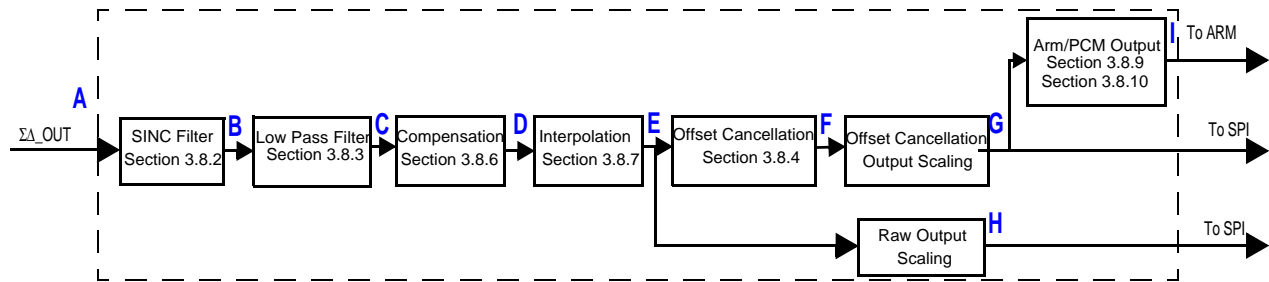 Arm/PCM Output
Section 3.8.9
Section 3.8.10
I
To ARM
A
ΣΔ_OUT
SINC Filter
Section 3.8.2
B
Low Pass Filter
Section 3.8.3
C
Compensation
Section 3.8.6
D
Interpolation
Section 3.8.7
E
Offset Cancellation
Section 3.8.4
F
Offset Cancellation
Output Scaling
G
To SPI
Raw Output
Scaling
H
To SPI